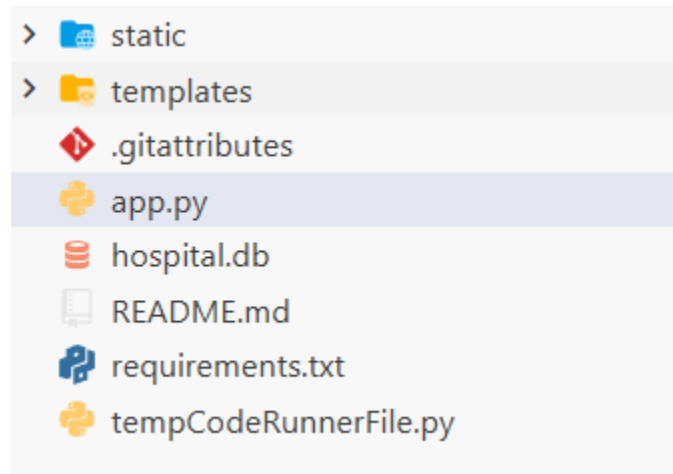 static
templates
.gitattributes
app.py
hospital.db
README.md
requirements.txt
tempCodeRunnerFile.py